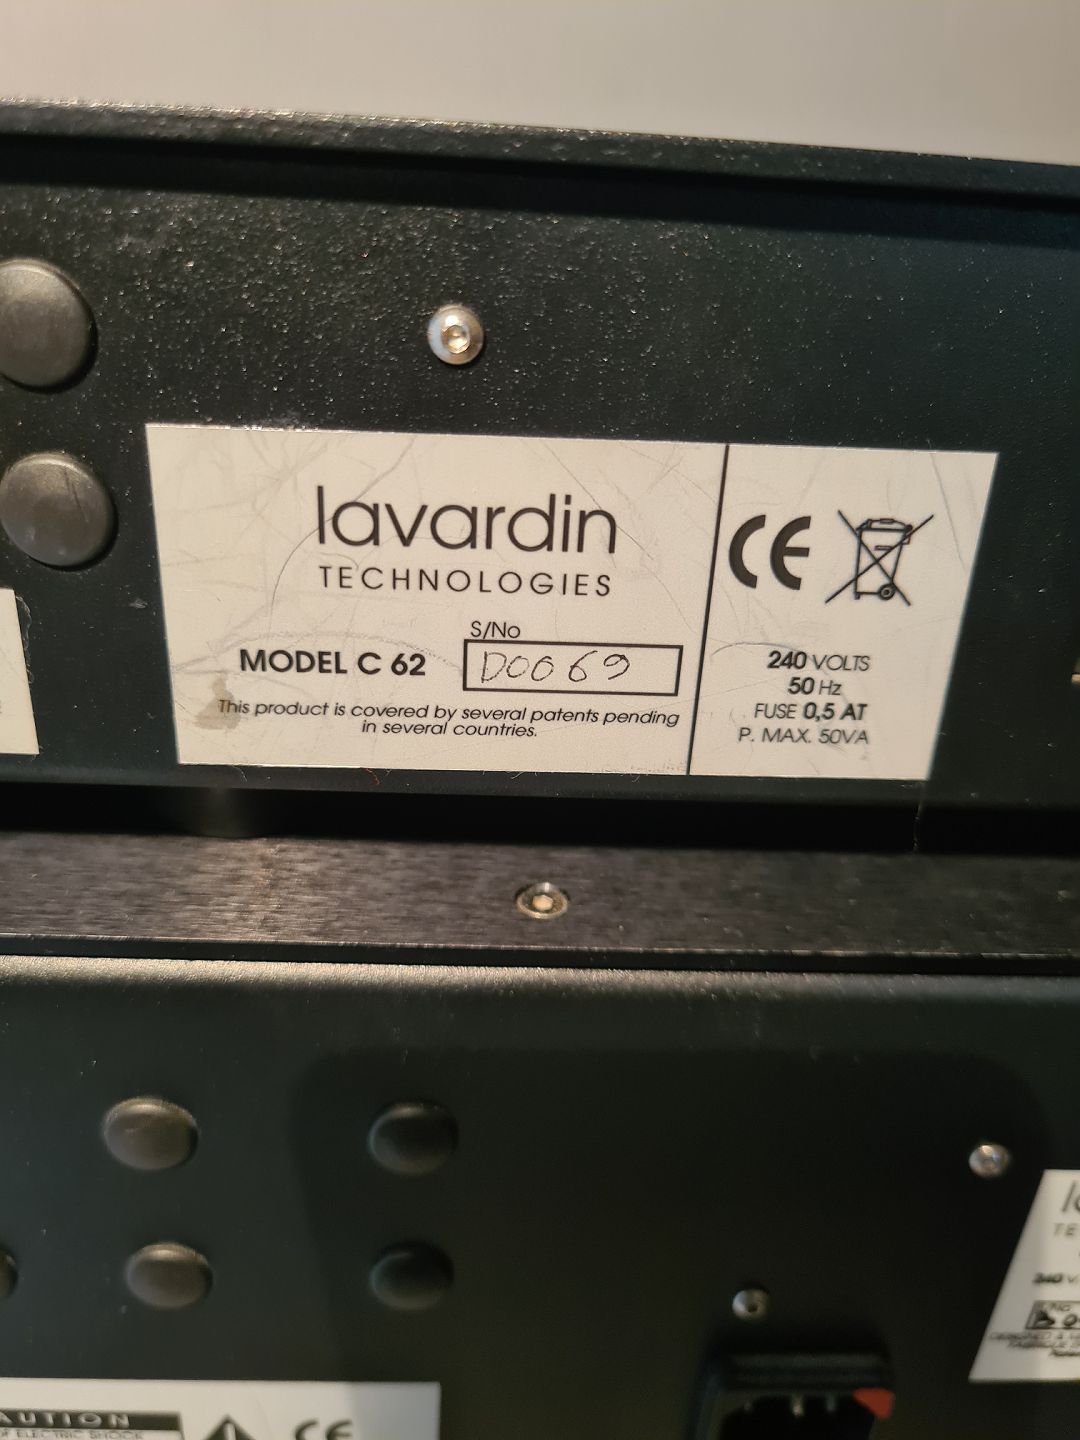 lavardin
TECHNOLOGIES
S/No
MODEL C 62
D0069
This product is covered by several patents pending
in several countries.
CE
240 VOLTS
50 Hz
FUSE 0,5 AT
P. MAX. 50VA
240
CE